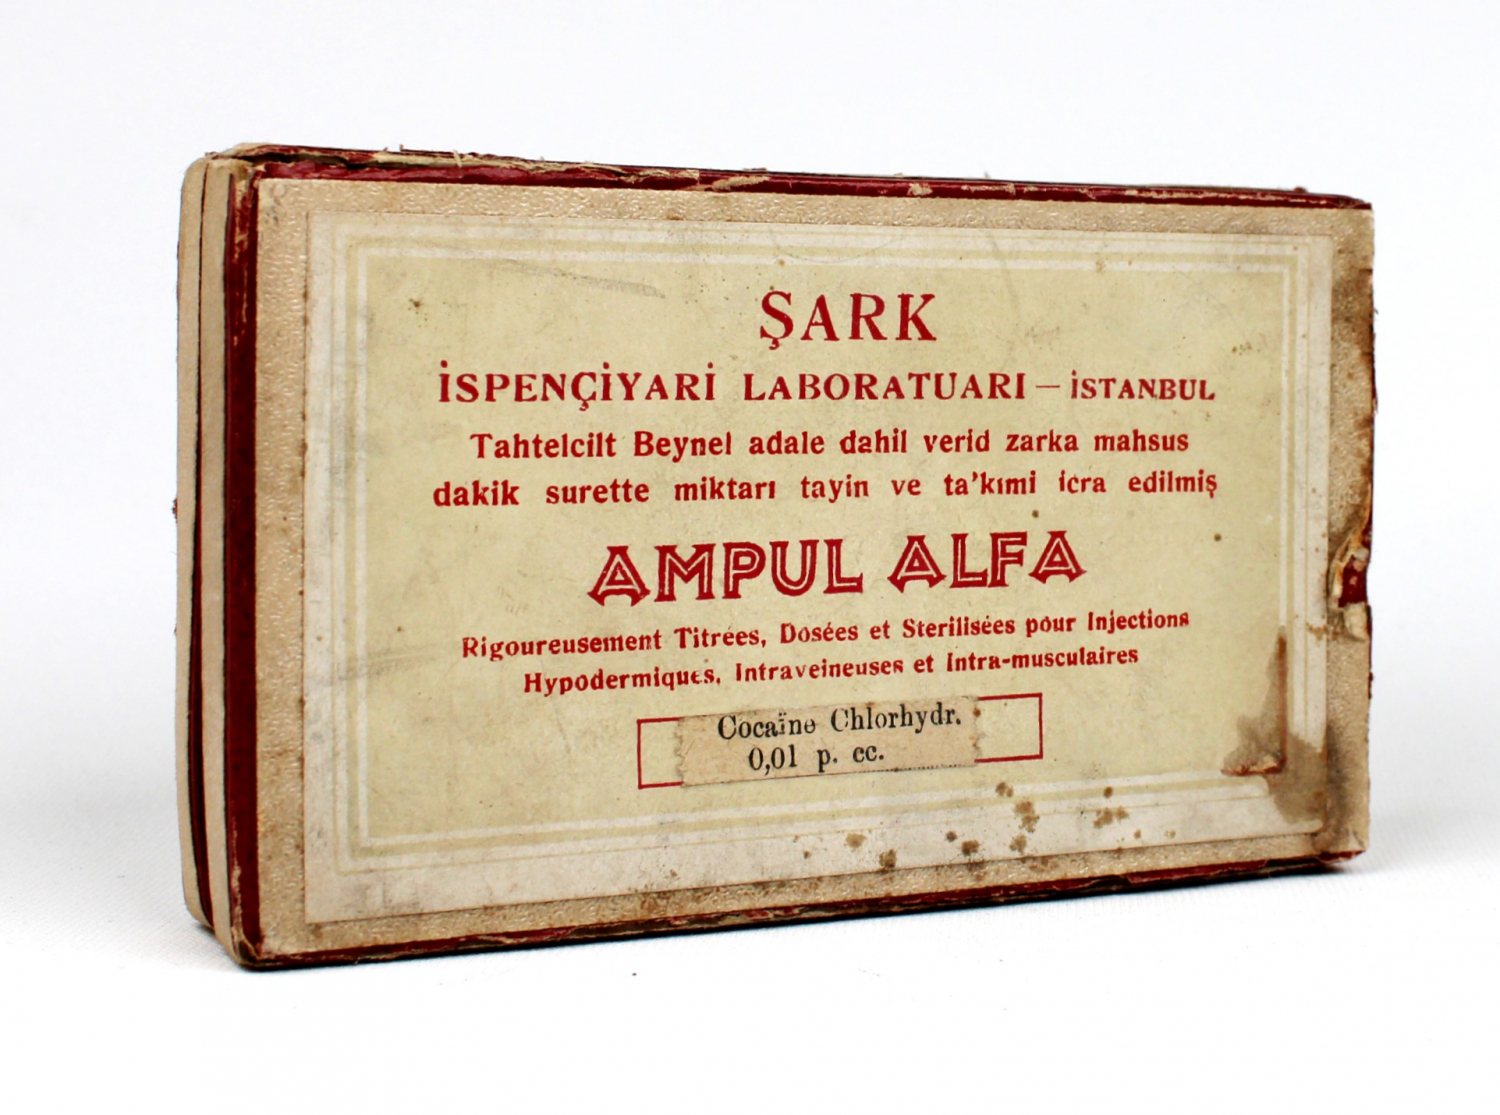 ŞARK
İSPENÇİYARİ LABORATUARI – İSTANBUL
Tahtelcilt Beynel adale dahil verid zarka mahsus
dakik surette miktarı tayin ve ta'kımi icra edilmiş
AMPUL ALFA
Rigoureusement Titrées, Dosées et Sterilisées pour Injections
Hypodermiques, Intraveineuses et Intra-musculaires
Cocaïne Chlorhydr.
0,01 p. cc.